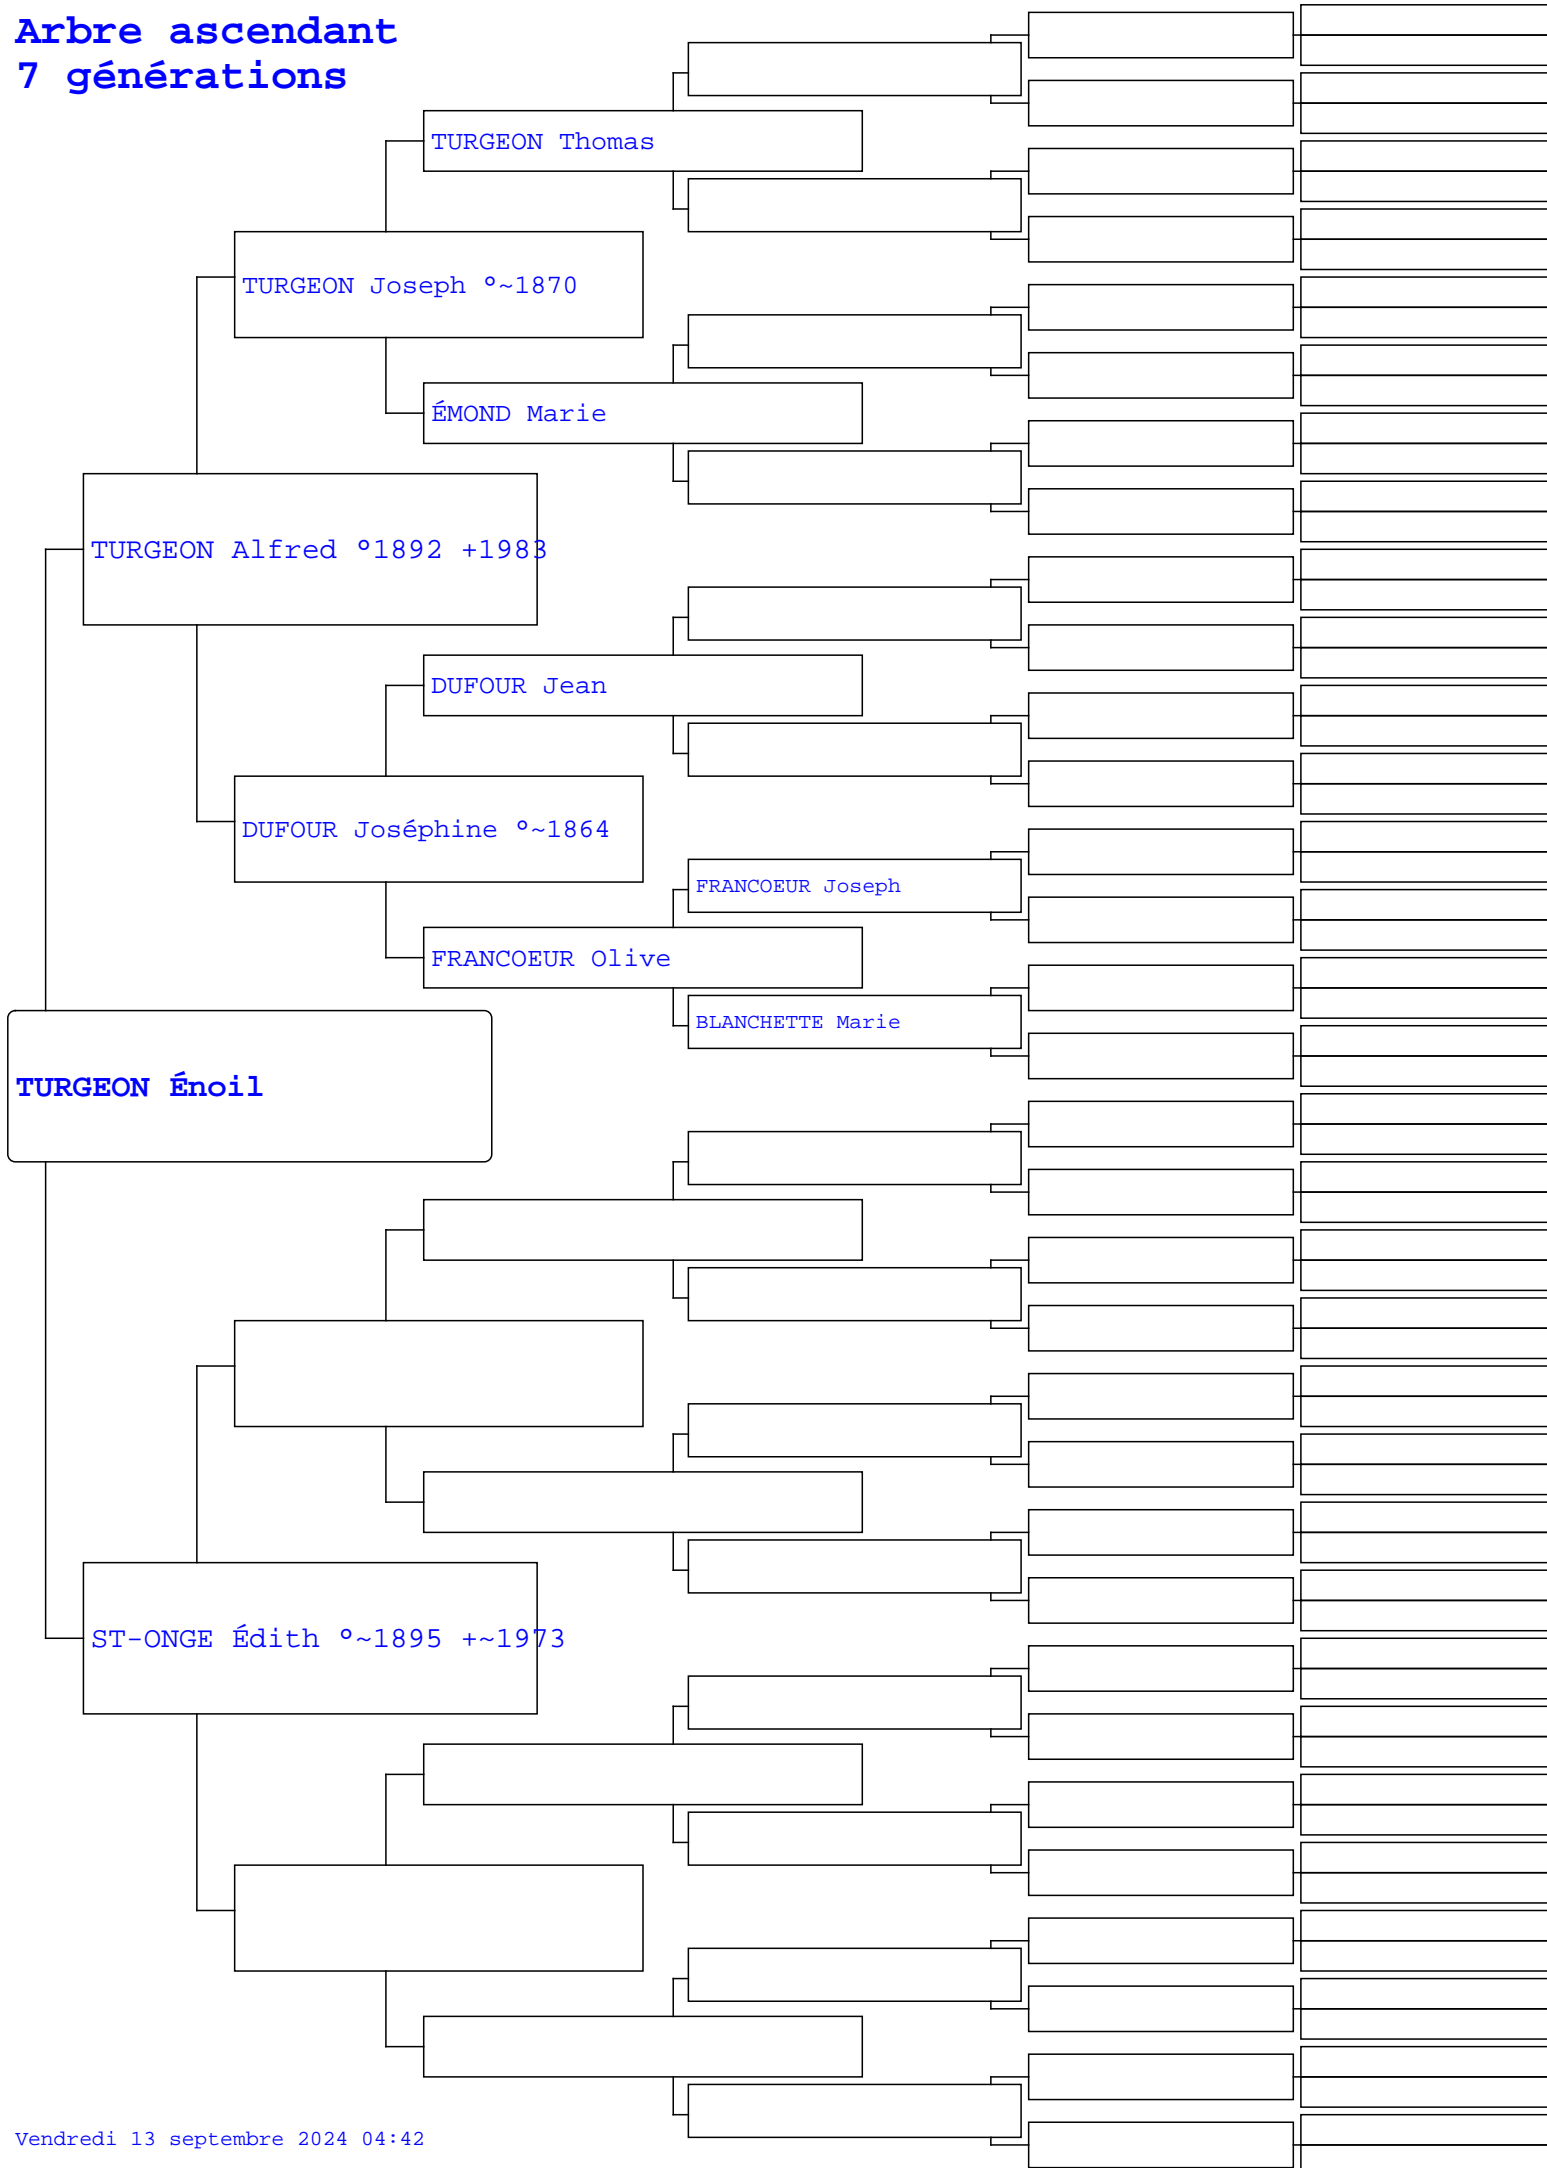 Arbre ascendant
7 générations
TURGEON Thomas
TURGEON Joseph °~1870
ÉMOND Marie
TURGEON Alfred °1892 +1983
DUFOUR Jean
DUFOUR Joséphine °~1864
FRANCOEUR Joseph
FRANCOEUR Olive
BLANCHETTE Marie
TURGEON Énoil
ST-ONGE Édith °~1895 +~1973
Vendredi 13 septembre 2024 04:42